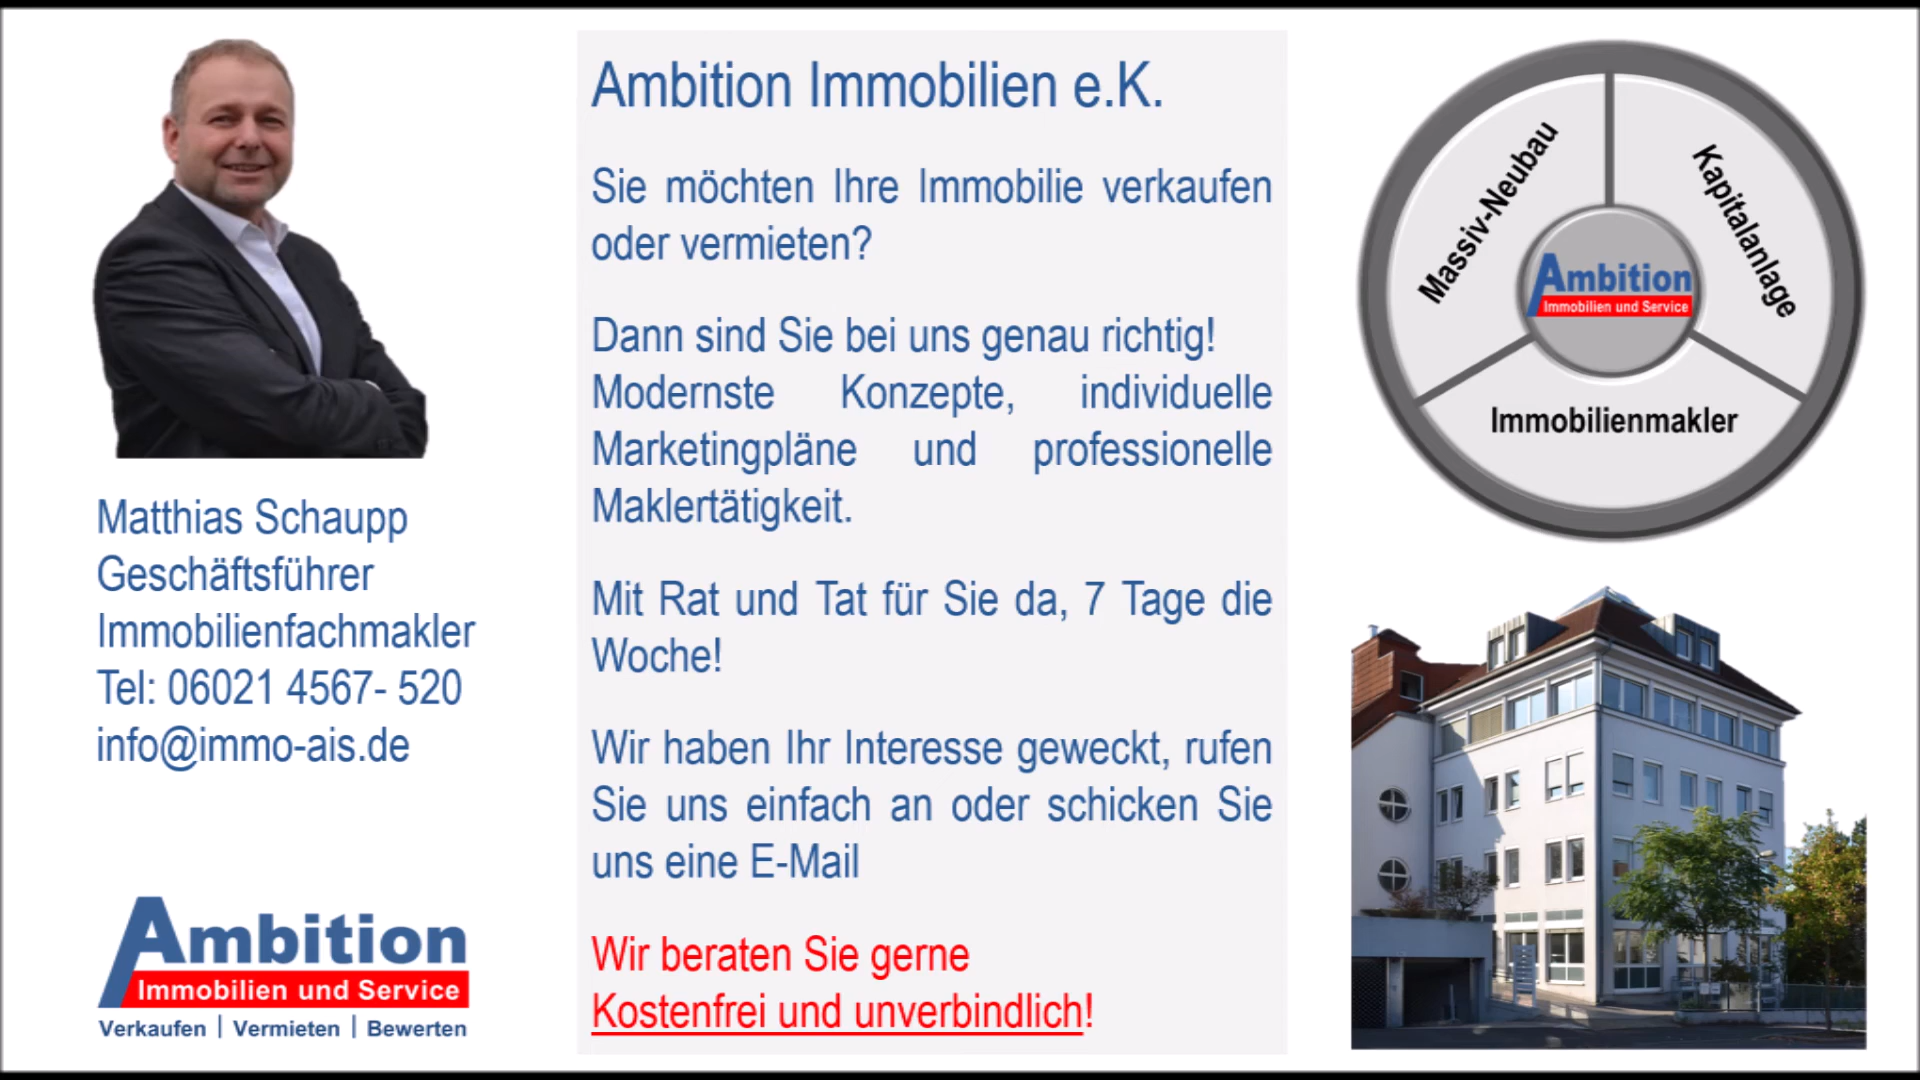 Matthias Schaupp
Geschäftsführer
Immobilienfachmakler
Tel: 06021 4567- 520
info@immo-ais.de
Ambition
Immobilien und Service
Verkaufen | Vermieten | Bewerten
Ambition Immobilien e.K.
Sie möchten Ihre Immobilie verkaufen
oder vermieten?
Dann sind Sie bei uns genau richtig!
Modernste Konzepte, individuelle
Marketingpläne und professionelle
Maklertätigkeit.
Mit Rat und Tat für Sie da, 7 Tage die
Woche!
Wir haben Ihr Interesse geweckt, rufen
Sie uns einfach an oder schicken Sie
uns eine E-Mail
Wir beraten Sie gerne
Kostenfrei und unverbindlich!
Massiv-Neubau
Kapitalanlage
Ambition
Immobilien und Service
Immobilienmakler